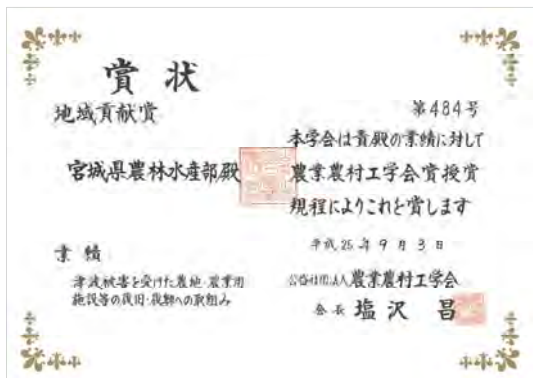 賞状
地域貢献賞
第484号
宮城県農林水産部殿
本学会は貴殿の業績に対して
農業農村工学会賞授賞
規程によりこれを賞します
業績
津波被害を受けた農地・農業用
施設等の復旧・復興への取組み
平成25年9月3日
公益社団法人農業農村工学会
会長 塩沢 昌